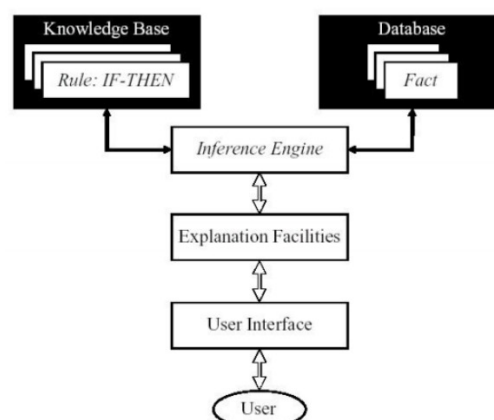 Knowledge Base
Rule: IF-THEN
Database
Fact
Inference Engine
Explanation Facilities
User Interface
User